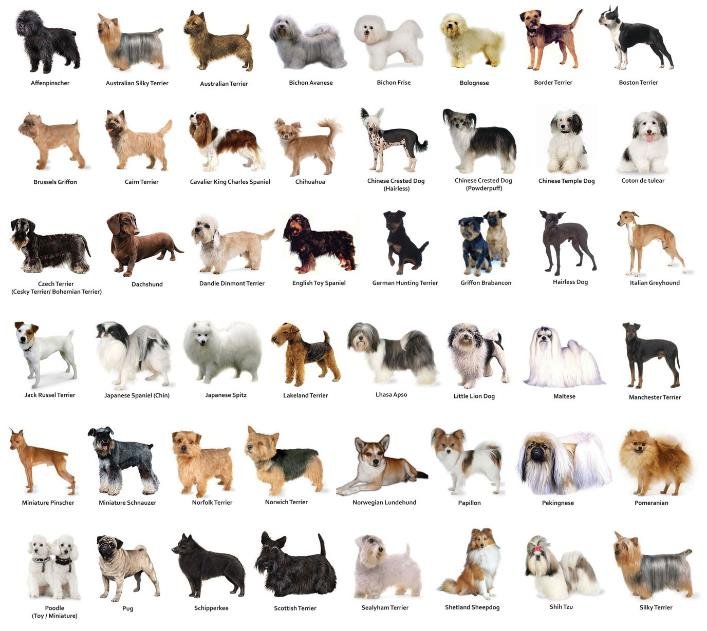 Affenpinscher
Australian Silky Terrier
Australian Terrier
Bichon Avanese
Bichon Frise
Bolognese
Border Terrier
Boston Terrier
Brussels Griffon
Cairn Terrier
Cavalier King Charles Spaniel
Chihuahua
Chinese Crested Dog
(Hairless)
Chinese Crested Dog
(Powderpuff)
Chinese Temple Dog
Coton de tulear
Czech Terrier
(Cesky Terrier/ Bohemian Terrier)
Dachshund
Dandie Dinmont Terrier
English Toy Spaniel
German Hunting Terrier
Griffon Brabancon
Hairless Dog
Italian Greyhound
Jack Russel Terrier
Japanese Spaniel (Chin)
Japanese Spitz
Lakeland Terrier
Lhasa Apso
Little Lion Dog
Maltese
Manchester Terrier
Miniature Pinscher
Miniature Schnauzer
Norfolk Terrier
Norwich Terrier
Norwegian Lundehund
Papillon
Pekingnese
Pomeranian
Poodle
(Toy / Miniature)
Pug
Schipperkee
Scottish Terrier
Sealyham Terrier
Shetland Sheepdog
Shih Tzu
Silky Terrier